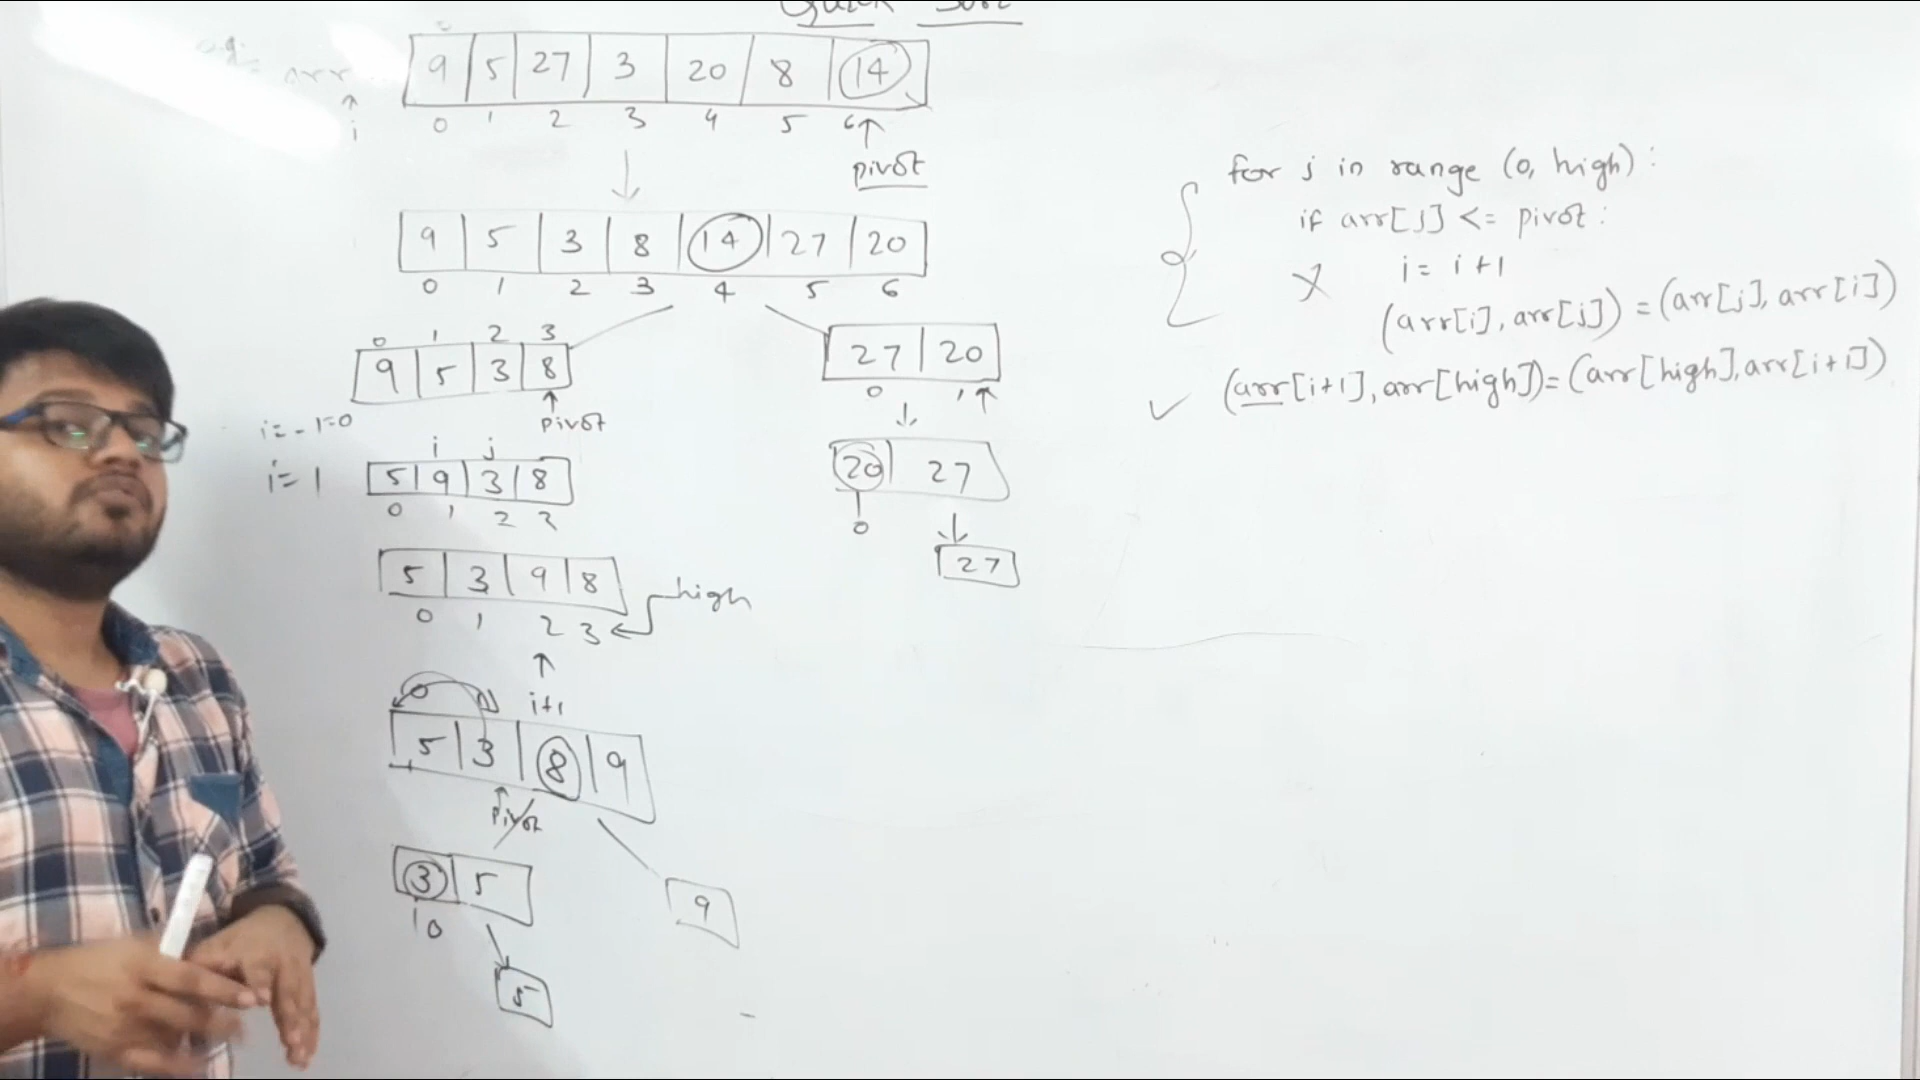 Quick Sort
e.g. arr
9 5 27 3 20 8 14
i
0 1 2 3 4 5 6
pivot
9 5 3 8 14 27 20
0 1 2 3 4 5 6
0 1 2 3
9 5 3 8
pivot
i=-1=0
i j
i=1
5 9 3 8
0 1 2 3
5 3 9 8
high
0 1 2 3
i+1
0 1
5 3 8 9
pivot
3 5
0
5
9
27 20
0 1
20 27
0
27
for j in range (0, high):
if arr[j] <= pivot:
i = i+1
(arr[i], arr[j]) = (arr[j], arr[i])
(arr[i+1], arr[high]) = (arr[high], arr[i+1])